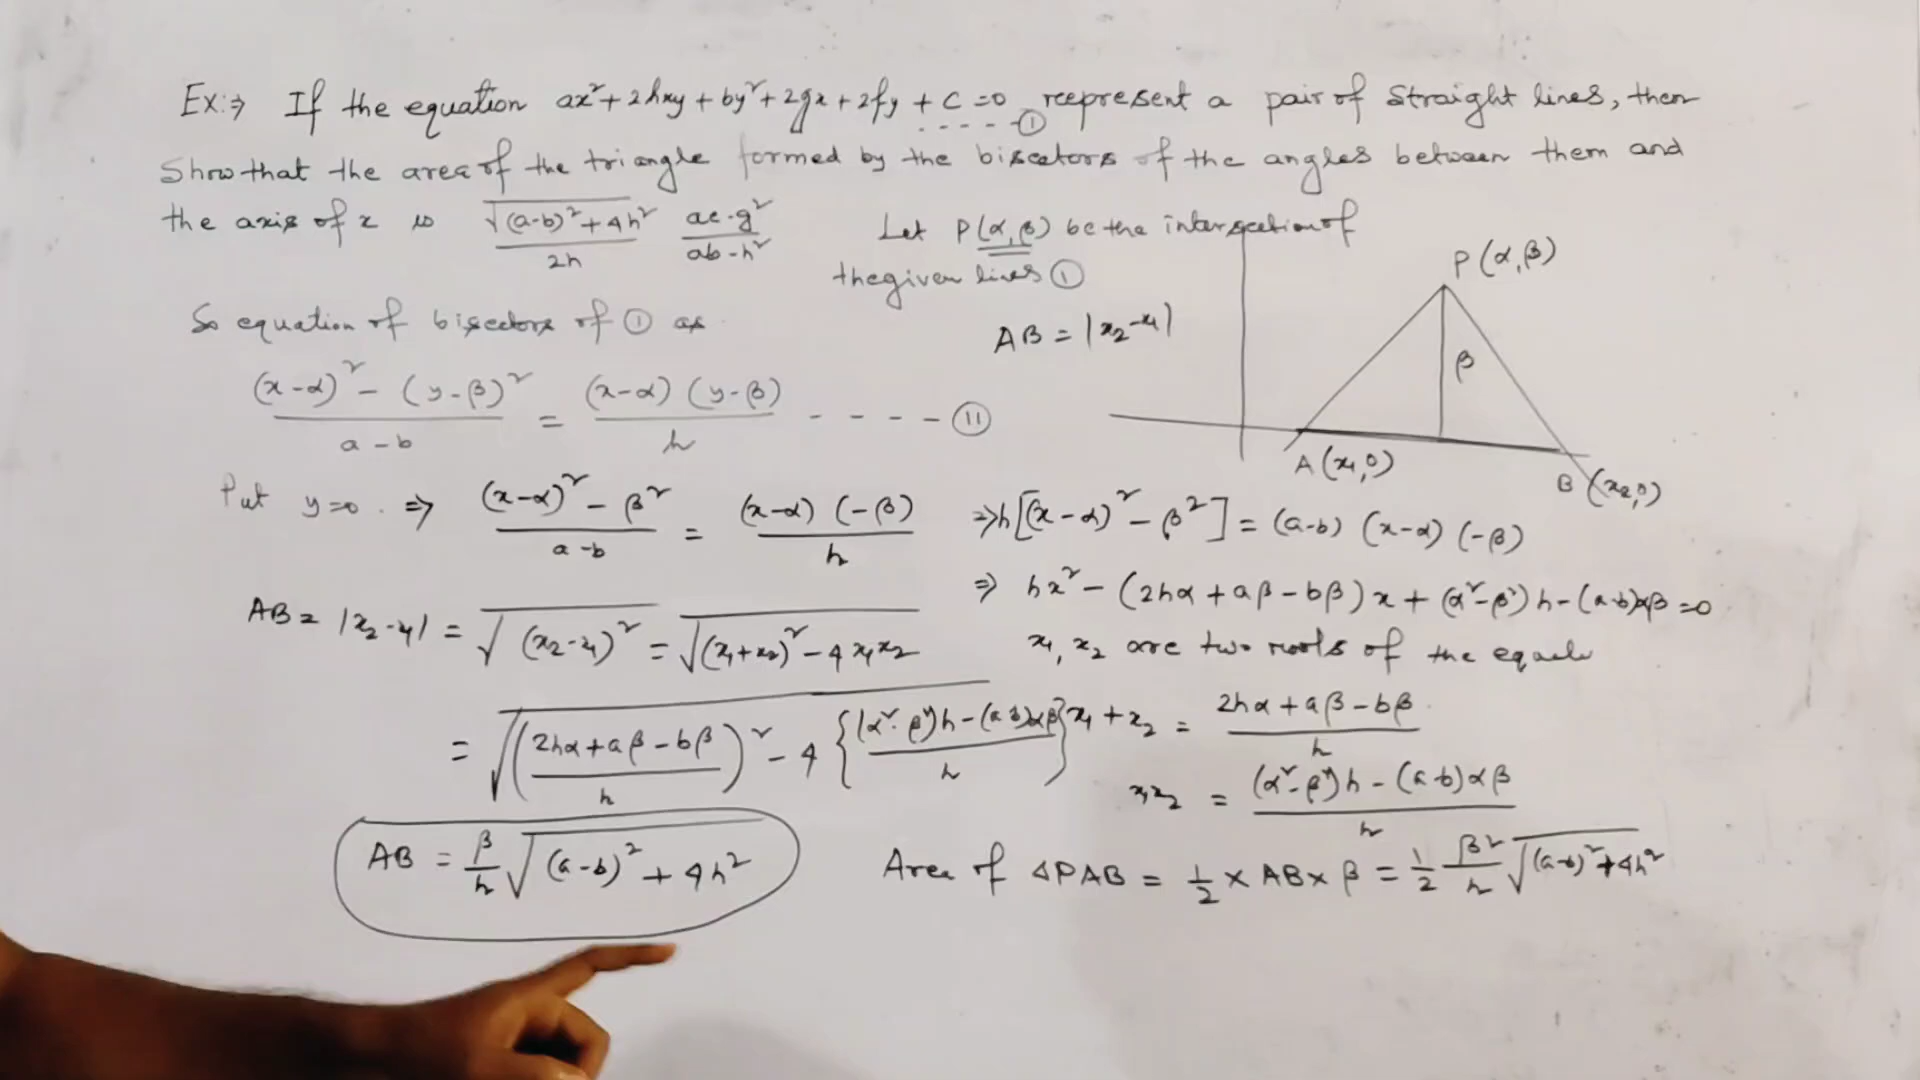 Ex:⇒ If the equation ax²+2hxy+by²+2gx+2fy+c=0 reepresent a pair of straight lines, then
-----①
Show that the area of the triangle formed by the bisectors of the angles between them and
the axis of x is √((a-b)²+4h²)/2h (ac-g²)/(ab-h²)
Let P(α,β) be the intersection of
the given lines ①
P(α,β)
So equation of bisectors of ① as
AB = |x₂-x₁|
β
((x-α)² - (y-β)²)/(a-b) = ((x-α)(y-β))/h ----- ⑪
A(x₁,0)
B(x₂,0)
Put y=0. ⇒ ((x-α)² - β²)/(a-b) = ((x-α)(-β))/h
⇒h[(x-α)² - β²] = (a-b) (x-α) (-β)
⇒ hx² - (2hα+aβ-bβ)x + (α²-β²)h-(a-b)αβ=0
AB = |x₂-x₁| = √(x₂-x₁)² = √(x₁+x₂)² - 4x₁x₂
x₁, x₂ are two roots of the
= √((2hα+aβ-bβ)/h)² - 4{((α²-β²)h-(a-b)αβ)/h}
x₁+x₂ = (2hα+aβ-bβ)/h
x₁x₂ = ((α²-β²)h-(a-b)αβ)/h
AB = β/h √(a-b)²+4h²
Area of △PAB = 1/2 × AB × β = 1/2 β²/h √(a-b)²+4h²